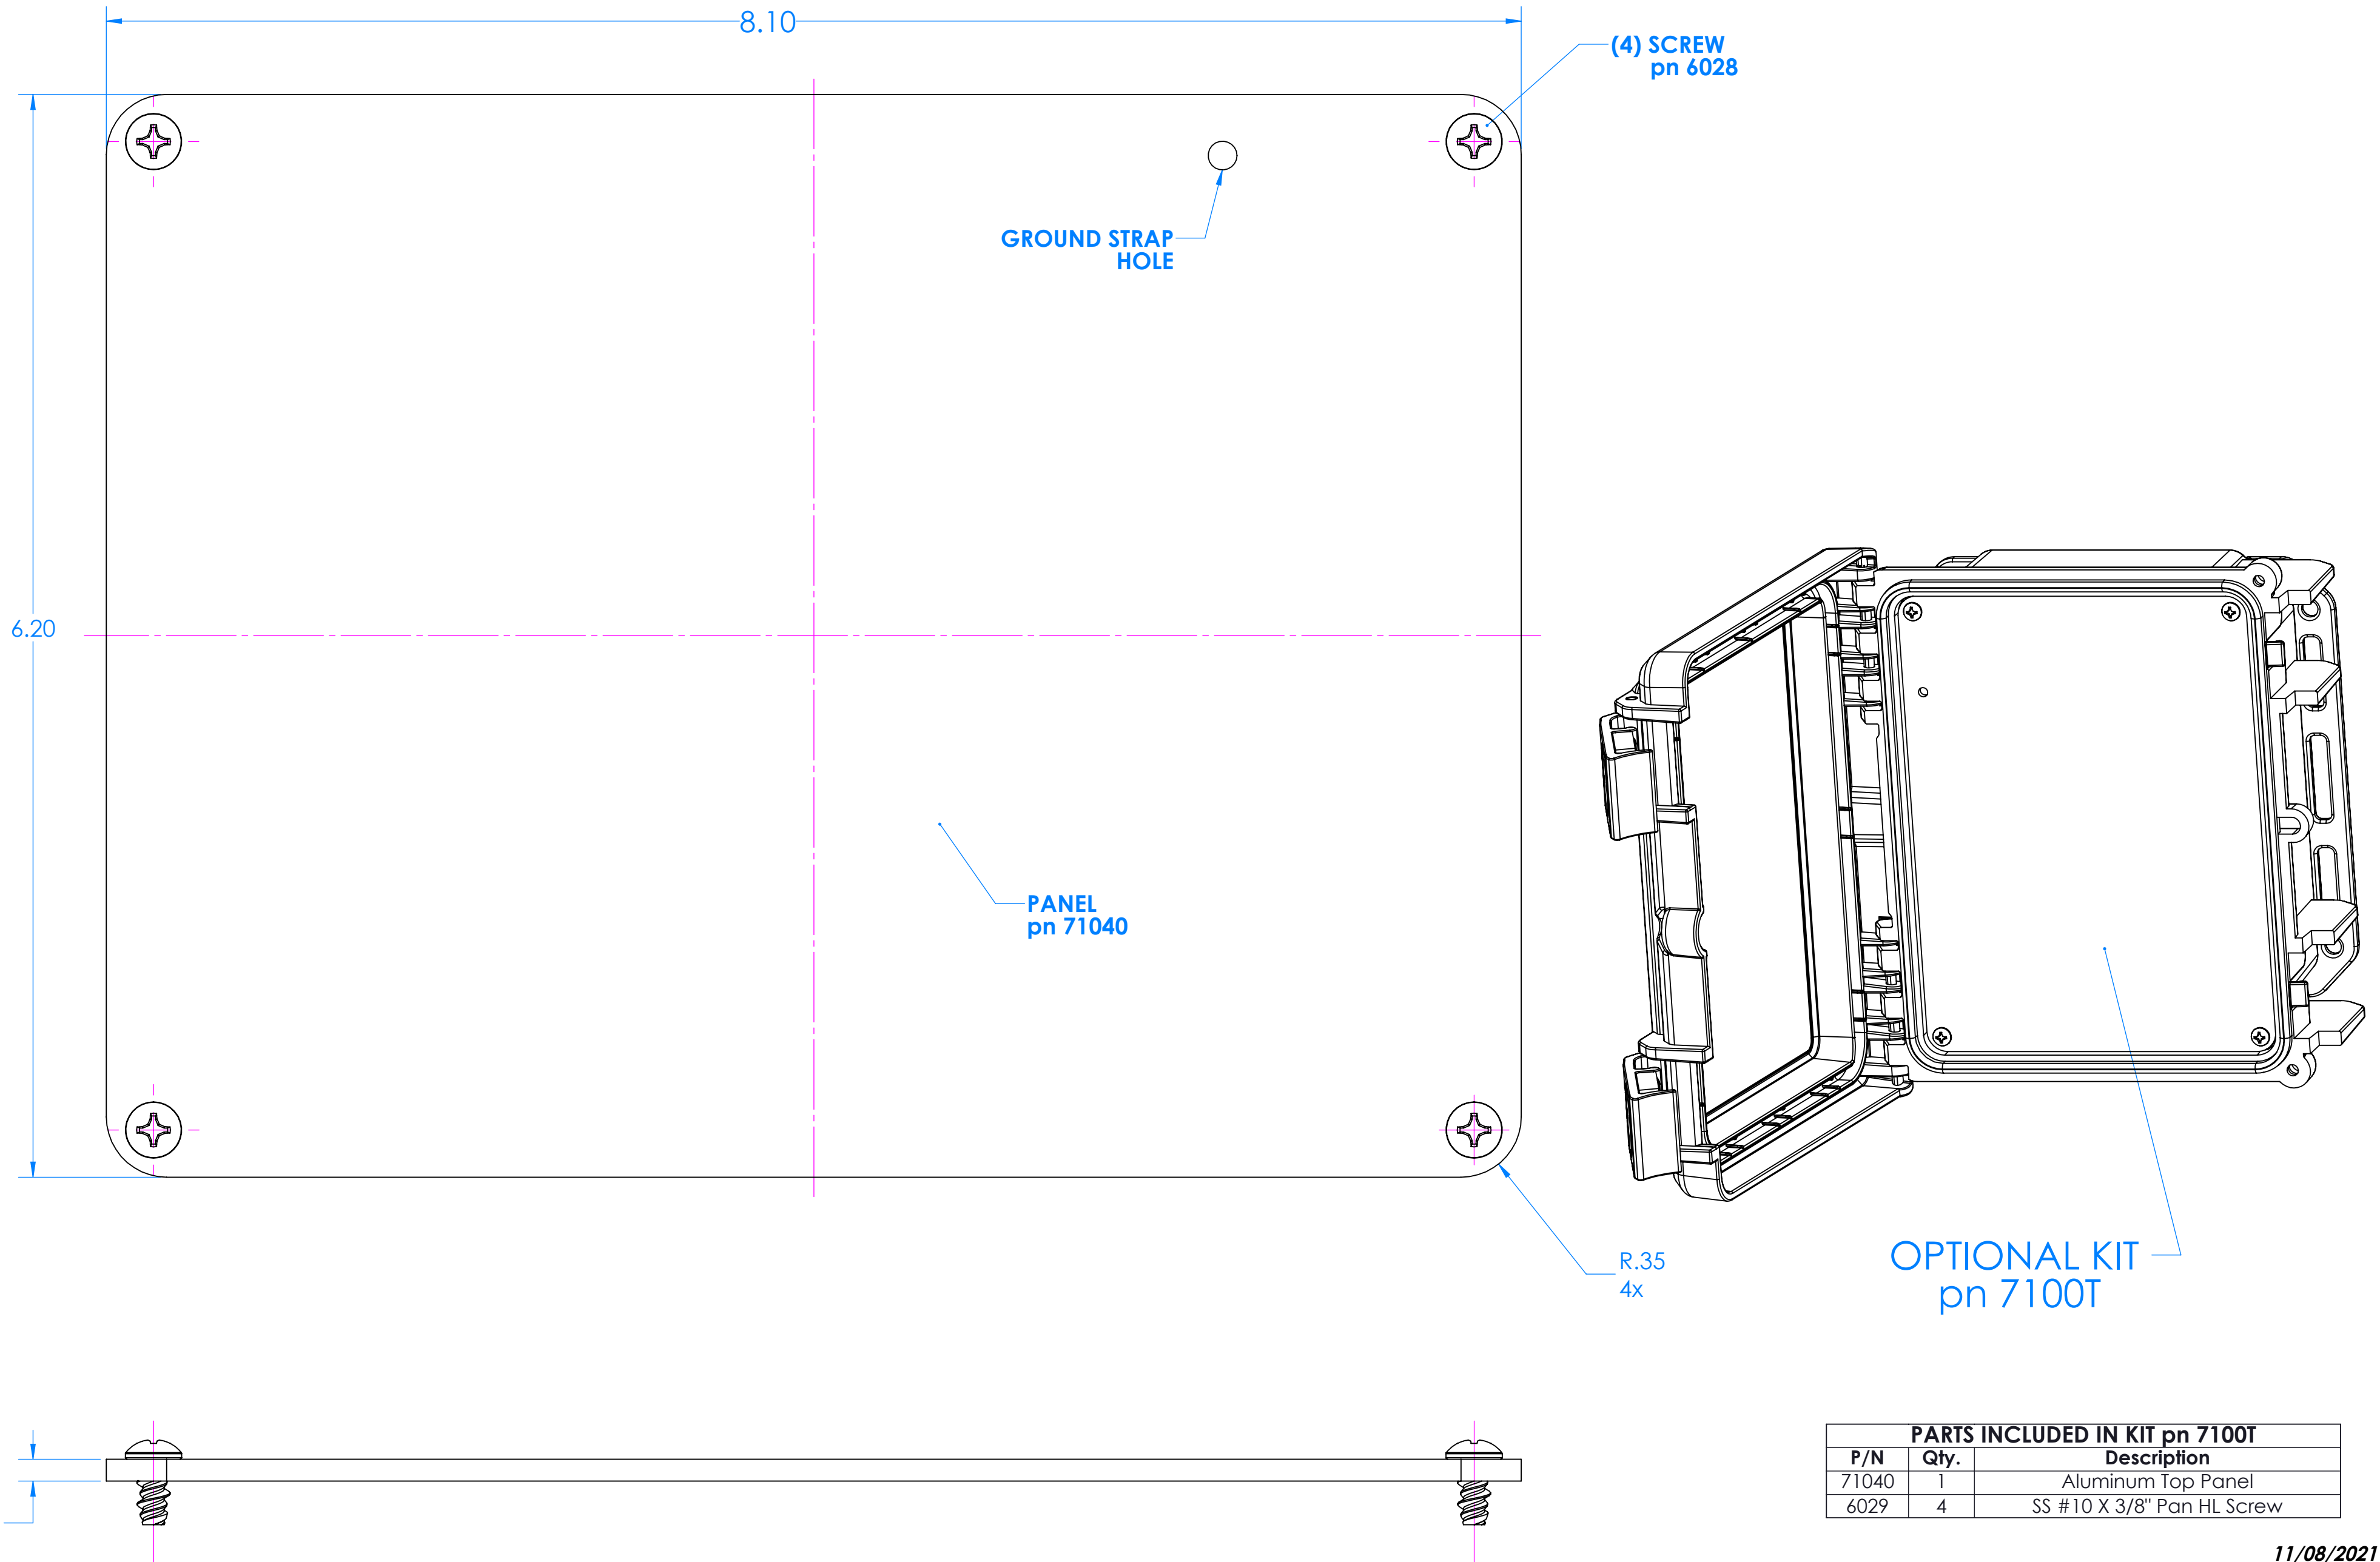 8.10
(4) SCREW
pn 6028
GROUND STRAP
HOLE
6.20
PANEL
pn 71040
R.35
4x
OPTIONAL KIT
pn 7100T
PARTS INCLUDED IN KIT pn 7100T
P/N Qty. Description
71040 1 Aluminum Top Panel
6029 4 SS #10 X 3/8" Pan HL Screw
11/08/2021